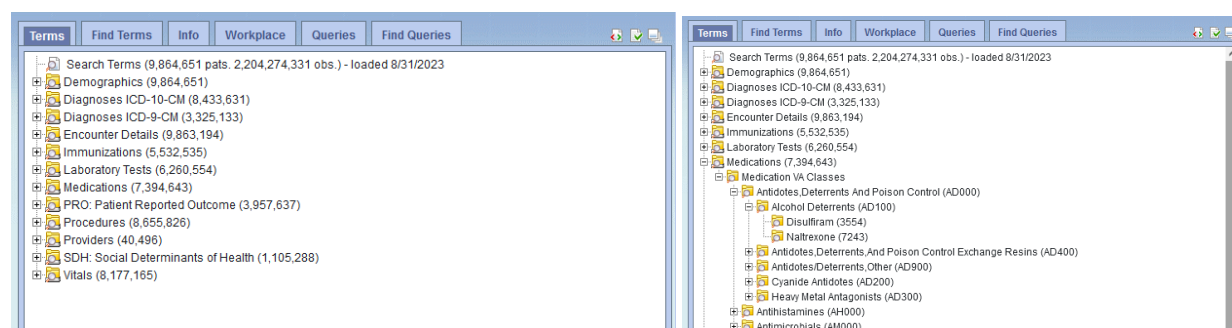 Terms Find Terms Info Workplace Queries Find Queries
Search Terms (9,864,651 pats. 2,204,274,331 obs.) - loaded 8/31/2023
Demographics (9,864,651)
Diagnoses ICD-10-CM (8,433,631)
Diagnoses ICD-9-CM (3,325,133)
Encounter Details (9,863,194)
Immunizations (5,532,535)
Laboratory Tests (6,260,554)
Medications (7,394,643)
PRO: Patient Reported Outcome (3,957,637)
Procedures (8,655,826)
Providers (40,496)
SDH: Social Determinants of Health (1,105,288)
Vitals (8,177,165)
Terms Find Terms Info Workplace Queries Find Queries
Search Terms (9,864,651 pats. 2,204,274,331 obs.) - loaded 8/31/2023
Demographics (9,864,651)
Diagnoses ICD-10-CM (8,433,631)
Diagnoses ICD-9-CM (3,325,133)
Encounter Details (9,863,194)
Immunizations (5,532,535)
Laboratory Tests (6,260,554)
Medications (7,394,643)
Medication VA Classes
Antidotes,Deterrents And Poison Control (AD000)
Alcohol Deterrents (AD100)
Disulfiram (3554)
Naltrexone (7243)
Antidotes,Deterrents,And Poison Control Exchange Resins (AD400)
Antidotes/Deterrents,Other (AD900)
Cyanide Antidotes (AD200)
Heavy Metal Antagonists (AD300)
Antihistamines (AH000)
Antimicrobials (AM000)